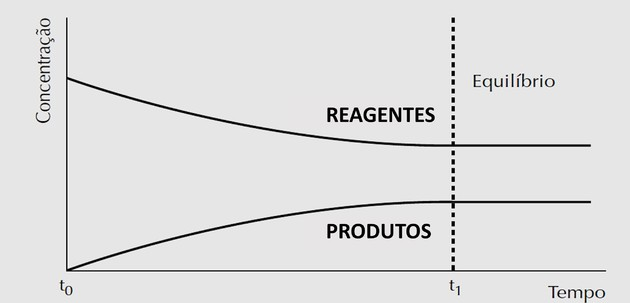 Concentração
Equilíbrio
REAGENTES
PRODUTOS
t0
t1
Tempo